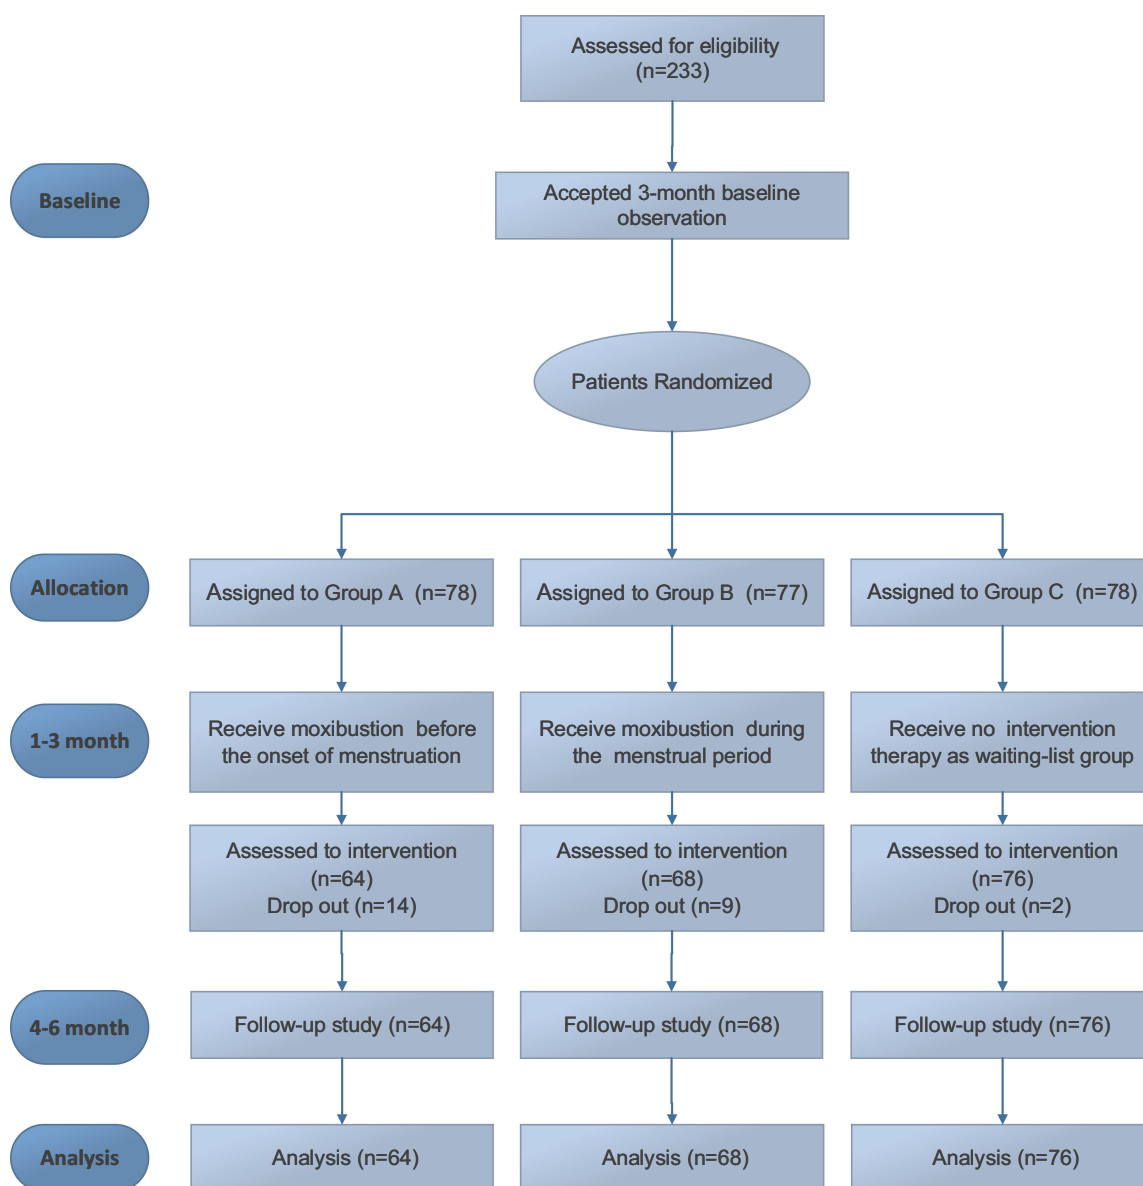 Assessed for eligibility
(n=233)
Baseline
Accepted 3-month baseline
observation
Patients Randomized
Allocation
Assigned to Group A (n=78)
Assigned to Group B (n=77)
Assigned to Group C (n=78)
1-3 month
Receive moxibustion before
the onset of menstruation
Receive moxibustion during
the menstrual period
Receive no intervention
therapy as waiting-list group
Assessed to intervention
(n=64)
Drop out (n=14)
Assessed to intervention
(n=68)
Drop out (n=9)
Assessed to intervention
(n=76)
Drop out (n=2)
4-6 month
Follow-up study (n=64)
Follow-up study (n=68)
Follow-up study (n=76)
Analysis
Analysis (n=64)
Analysis (n=68)
Analysis (n=76)